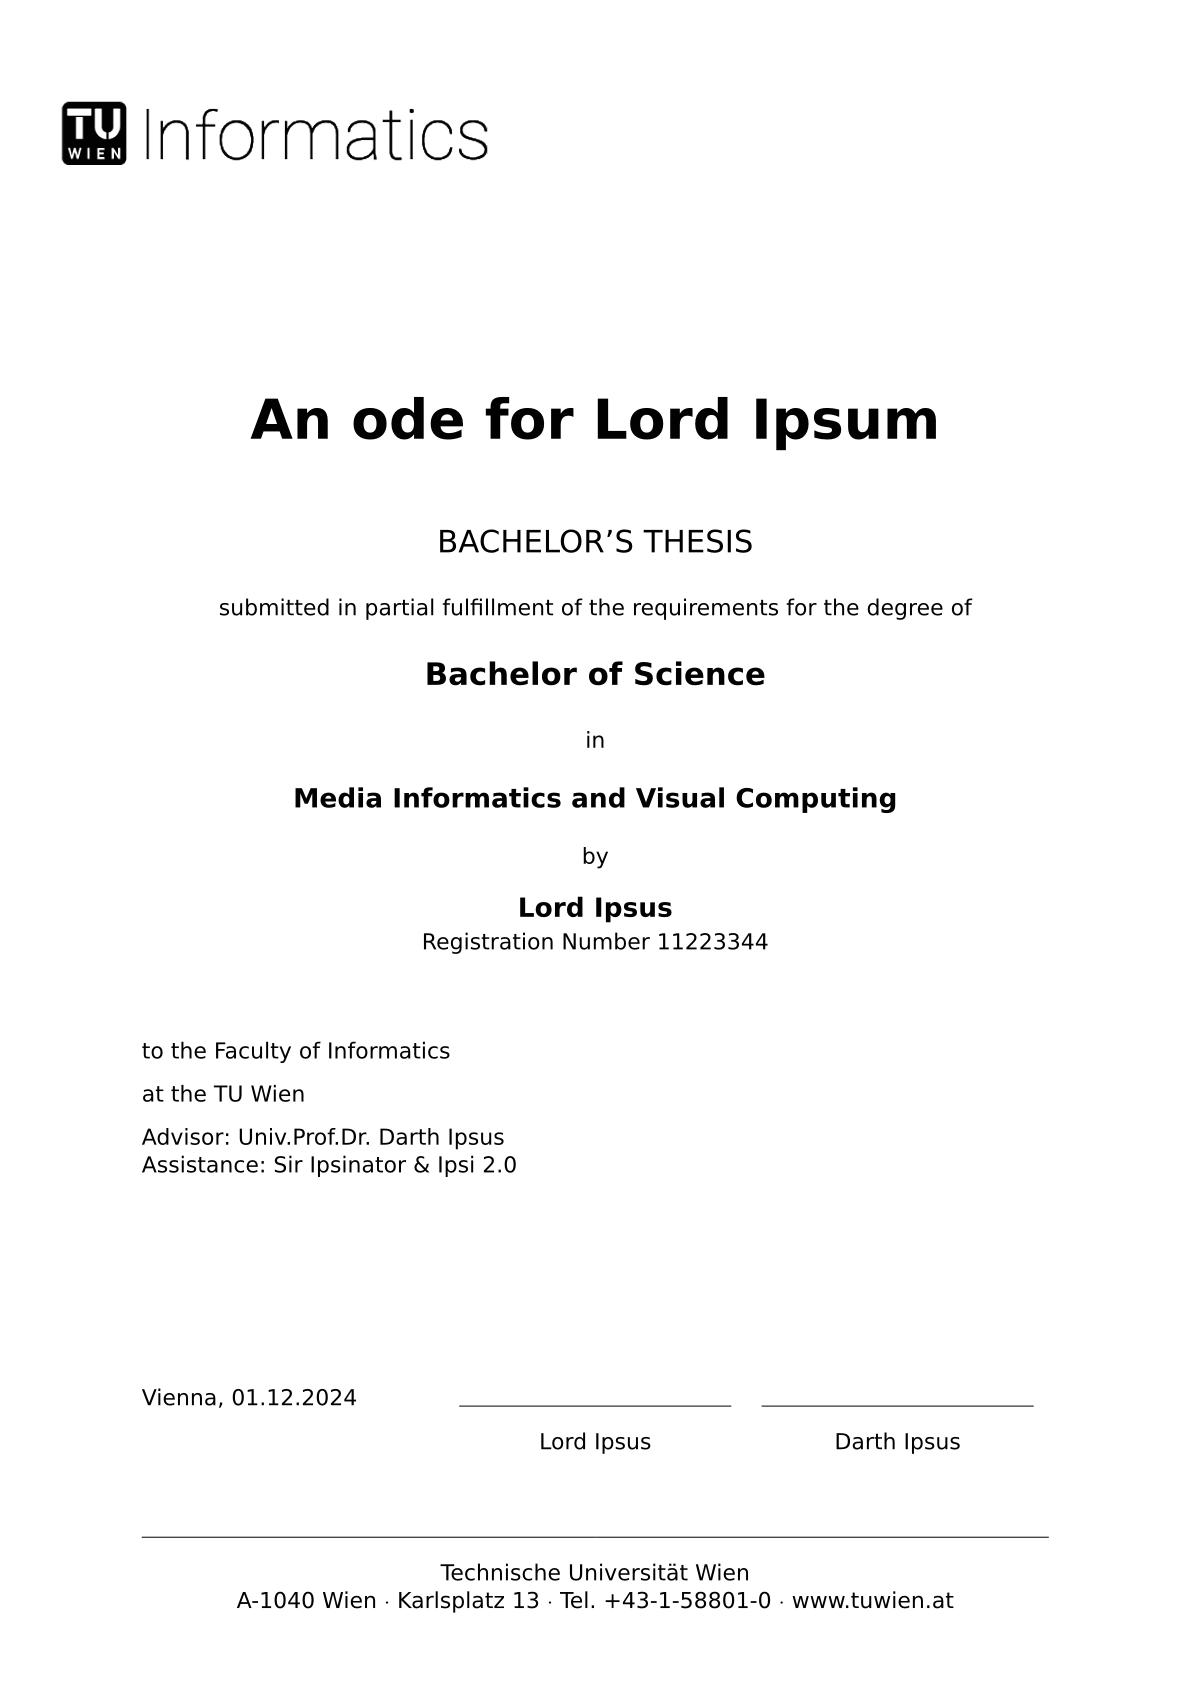 TU
WIEN
Informatics
An ode for Lord Ipsum
BACHELOR’S THESIS
submitted in partial fulfillment of the requirements for the degree of
Bachelor of Science
in
Media Informatics and Visual Computing
by
Lord Ipsus
Registration Number 11223344
to the Faculty of Informatics
at the TU Wien
Advisor: Univ.Prof.Dr. Darth Ipsus
Assistance: Sir Ipsinator & Ipsi 2.0
Vienna, 01.12.2024
Lord Ipsus Darth Ipsus
Technische Universität Wien
A-1040 Wien · Karlsplatz 13 · Tel. +43-1-58801-0 · www.tuwien.at